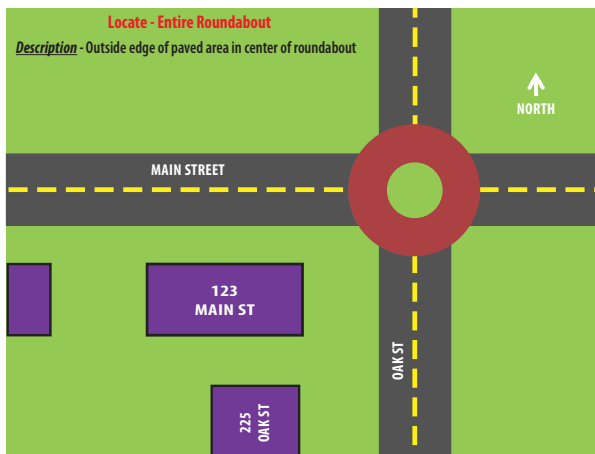 Locate - Entire Roundabout
Description - Outside edge of paved area in center of roundabout
NORTH
MAIN STREET
123
MAIN ST
OAK ST
225
OAK ST